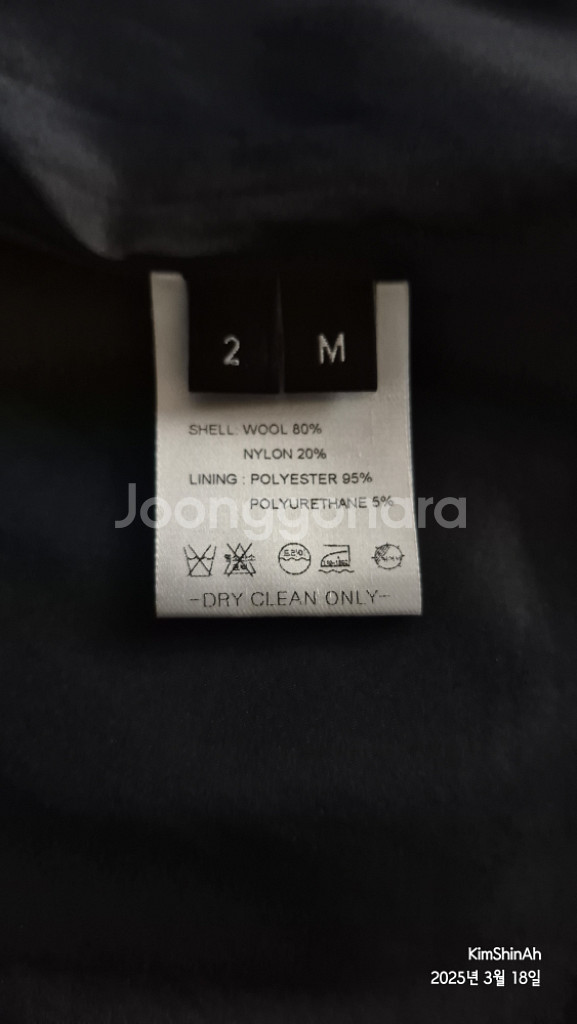 2 M
SHELL: WOOL 80%
NYLON 20%
LINING : POLYESTER 95%
POLYURETHANE 5%
Joonggonara
-DRY CLEAN ONLY-
KimShinAh
2025년 3월 18일